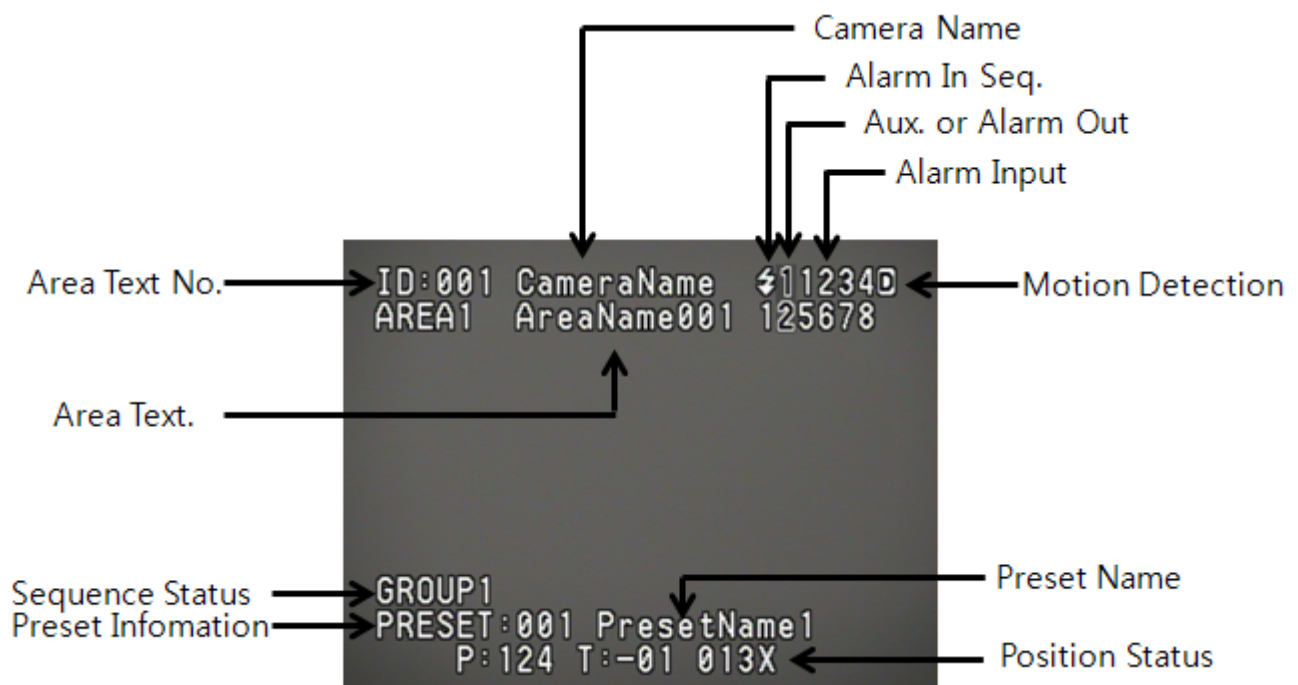 Camera Name
Alarm In Seq.
Aux. or Alarm Out
Alarm Input
Area Text No.
ID:001 CameraName ⚡11234D
Motion Detection
AREA1 AreaName001 125678
Area Text.
Sequence Status
GROUP1
Preset Name
Preset Infomation
PRESET:001 PresetName1
P:124 T:-01 013X
Position Status